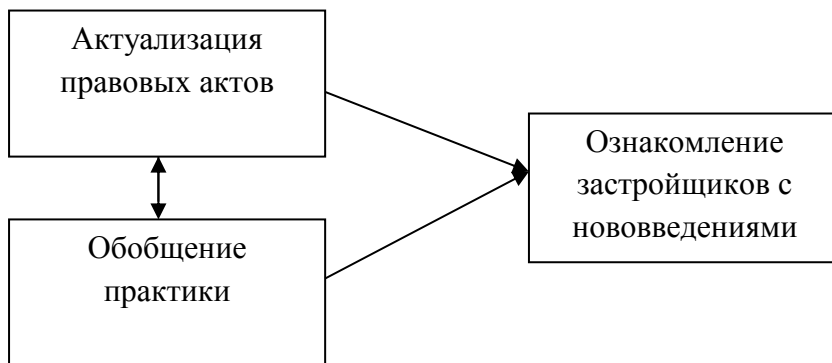 Актуализация
правовых актов
Обобщение
практики
Ознакомление
застройщиков с
нововведениями